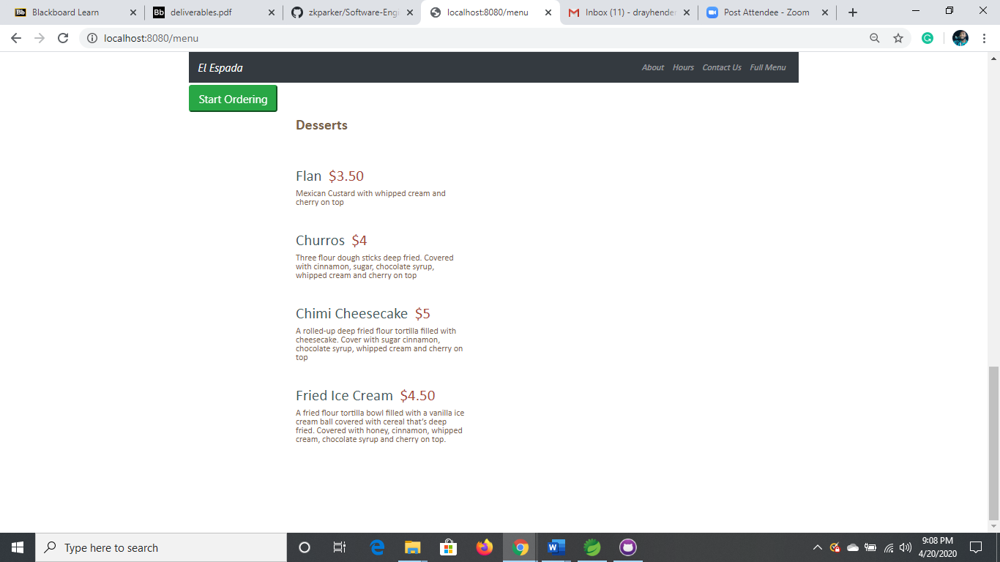 Blackboard Learn
deliverables.pdf
zkparker/Software-Engi
localhost:8080/menu
Inbox (11) - drayhender
Post Attendee - Zoom
localhost:8080/menu
El Espada
About Hours Contact Us Full Menu
Start Ordering
Desserts
Flan $3.50
Mexican Custard with whipped cream and
cherry on top
Churros $4
Three flour dough sticks deep fried. Covered
with cinnamon, sugar, chocolate syrup,
whipped cream and cherry on top
Chimi Cheesecake $5
A rolled-up deep fried flour tortilla filled with
cheesecake. Cover with sugar cinnamon,
chocolate syrup, whipped cream and cherry on
top
Fried Ice Cream $4.50
A fried flour tortilla bowl filled with a vanilla ice
cream ball covered with cereal that's deep
fried. Covered with honey, cinnamon, whipped
cream, chocolate syrup and cherry on top.
Type here to search
9:08 PM
4/20/2020